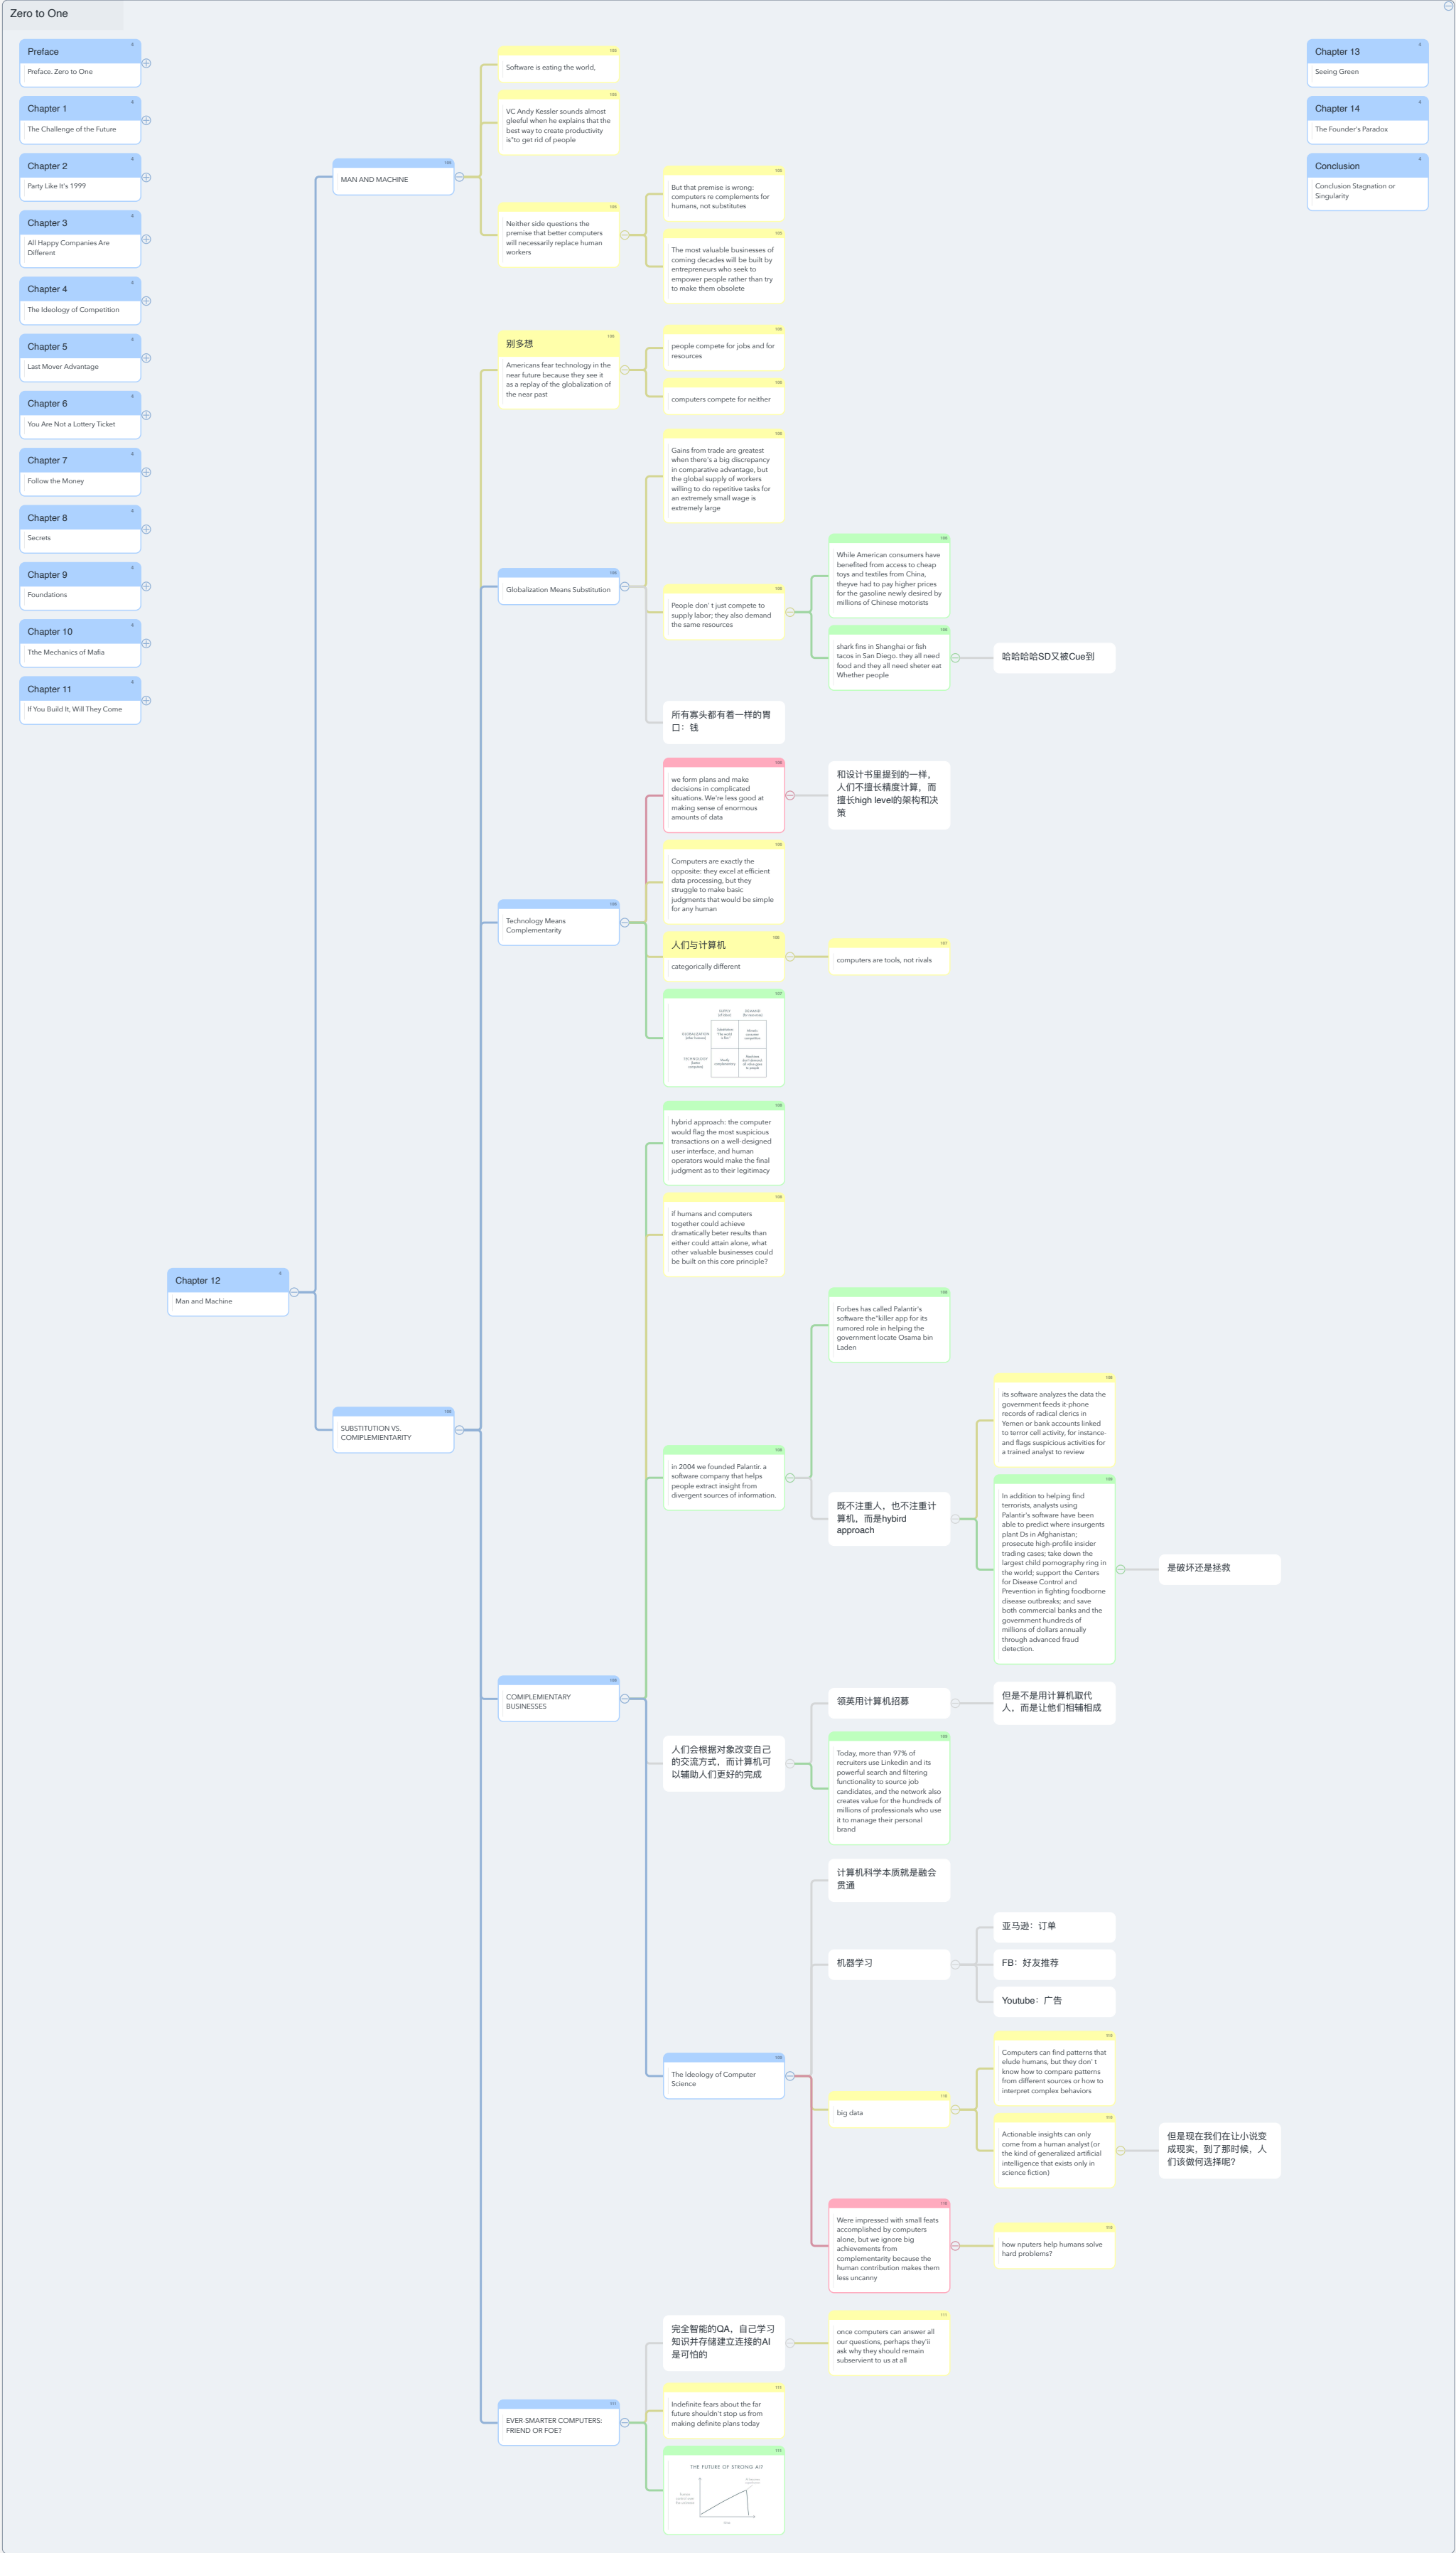 Zero to One
Preface
Preface. Zero to One
Chapter 1
The Challenge of the Future
Chapter 2
Party Like It's 1999
Chapter 3
All Happy Companies Are
Different
Chapter 4
The Ideology of Competition
Chapter 5
Last Mover Advantage
Chapter 6
You Are Not a Lottery Ticket
Chapter 7
Follow the Money
Chapter 8
Secrets
Chapter 9
Foundations
Chapter 10
Tthe Mechanics of Mafia
Chapter 11
If You Build It, Will They Come
Chapter 12
Man and Machine
MAN AND MACHINE
Software is eating the world,
VC Andy Kessler sounds almost
gleeful when he explains that the
best way to create productivity
is"to get rid of people
Neither side questions the
premise that better computers
will necessarily replace human
workers
But that premise is wrong:
computers re complements for
humans, not substitutes
The most valuable businesses of
coming decades will be built by
entrepreneurs who seek to
empower people rather than try
to make them obsolete
SUBSTITUTION VS.
COMIPLEMIENTARITY
别多想
Americans fear technology in the
near future because they see it
as a replay of the globalization of
the near past
people compete for jobs and for
resources
computers compete for neither
Globalization Means Substitution
Gains from trade are greatest
when there's a big discrepancy
in comparative advantage, but
the global supply of workers
willing to do repetitive tasks for
an extremely small wage is
extremely large
People don' t just compete to
supply labor; they also demand
the same resources
While American consumers have
benefited from access to cheap
toys and textiles from China,
theyve had to pay higher prices
for the gasoline newly desired by
millions of Chinese motorists
shark fins in Shanghai or fish
tacos in San Diego. they all need
food and they all need sheter eat
Whether people
哈哈哈哈SD又被Cue到
所有寡头都有着一样的胃
口：钱
Technology Means
Complementarity
we form plans and make
decisions in complicated
situations. We're less good at
making sense of enormous
amounts of data
和设计书里提到的一样，
人们不擅长精度计算，而
擅长high level的架构和决
策
Computers are exactly the
opposite: they excel at efficient
data processing, but they
struggle to make basic
judgments that would be simple
for any human
人们与计算机
categorically different
computers are tools, not rivals
COMIPLEMIENTARY
BUSINESSES
hybrid approach: the computer
would flag the most suspicious
transactions on a well-designed
user interface, and human
operators would make the final
judgment as to their legitimacy
if humans and computers
together could achieve
dramatically beter results than
either could attain alone, what
other valuable businesses could
be built on this core principle?
in 2004 we founded Palantir. a
software company that helps
people extract insight from
divergent sources of information.
Forbes has called Palantir's
software the"killer app for its
rumored role in helping the
government locate Osama bin
Laden
既不注重人，也不注重计
算机，而是hybird
approach
its software analyzes the data the
government feeds it-phone
records of radical clerics in
Yemen or bank accounts linked
to terror cell activity, for instance-
and flags suspicious activities for
a trained analyst to review
In addition to helping find
terrorists, analysts using
Palantir's software have been
able to predict where insurgents
plant Ds in Afghanistan;
prosecute high-profile insider
trading cases; take down the
largest child pornography ring in
the world; support the Centers
for Disease Control and
Prevention in fighting foodborne
disease outbreaks; and save
both commercial banks and the
government hundreds of
millions of dollars annually
through advanced fraud
detection.
是破坏还是拯救
人们会根据对象改变自己
的交流方式，而计算机可
以辅助人们更好的完成
领英用计算机招募
但是不是用计算机取代
人，而是让他们相辅相成
Today, more than 97% of
recruiters use Linkedin and its
powerful search and filtering
functionality to source job
candidates, and the network also
creates value for the hundreds of
millions of professionals who use
it to manage their personal
brand
The Ideology of Computer
Science
计算机科学本质就是融会
贯通
机器学习
亚马逊：订单
FB：好友推荐
Youtube：广告
big data
Computers can find patterns that
elude humans, but they don' t
know how to compare patterns
from different sources or how to
interpret complex behaviors
Actionable insights can only
come from a human analyst (or
the kind of generalized artificial
intelligence that exists only in
science fiction)
但是现在我们在让小说变
成现实，到了那时候，人
们该做何选择呢?
Were impressed with small feats
accomplished by computers
alone, but we ignore big
achievements from
complementarity because the
human contribution makes them
less uncanny
how nputers help humans solve
hard problems?
EVER-SMARTER COMPUTERS:
FRIEND OR FOE?
完全智能的QA，自己学习
知识并存储建立连接的AI
是可怕的
once computers can answer all
our questions, perhaps they'ii
ask why they should remain
subservient to us at all
Indefinite fears about the far
future shouldn't stop us from
making definite plans today
THE FUTURE OF STRONG AI?
Chapter 13
Seeing Green
Chapter 14
The Founder's Paradox
Conclusion
Conclusion Stagnation or
Singularity